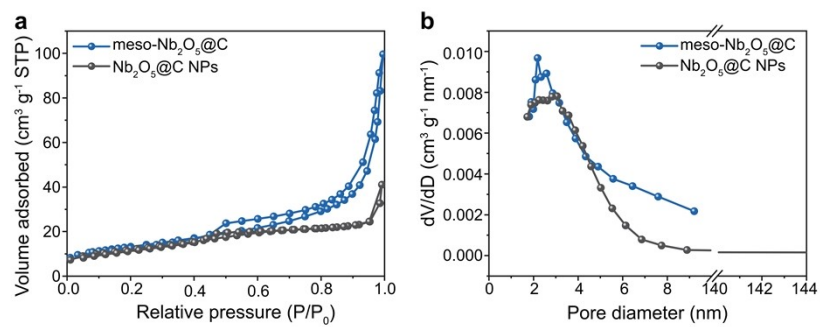 a
meso-Nb₂O₅@C
Nb₂O₅@C NPs
Volume adsorbed (cm³ g⁻¹ STP)
100
80
60
40
20
0
0.0 0.2 0.4 0.6 0.8 1.0
Relative pressure (P/P₀)
b
meso-Nb₂O₅@C
Nb₂O₅@C NPs
dV/dD (cm³ g⁻¹ nm⁻¹)
0.010
0.008
0.006
0.004
0.002
0.000
0 2 4 6 8 140 142 144
Pore diameter (nm)